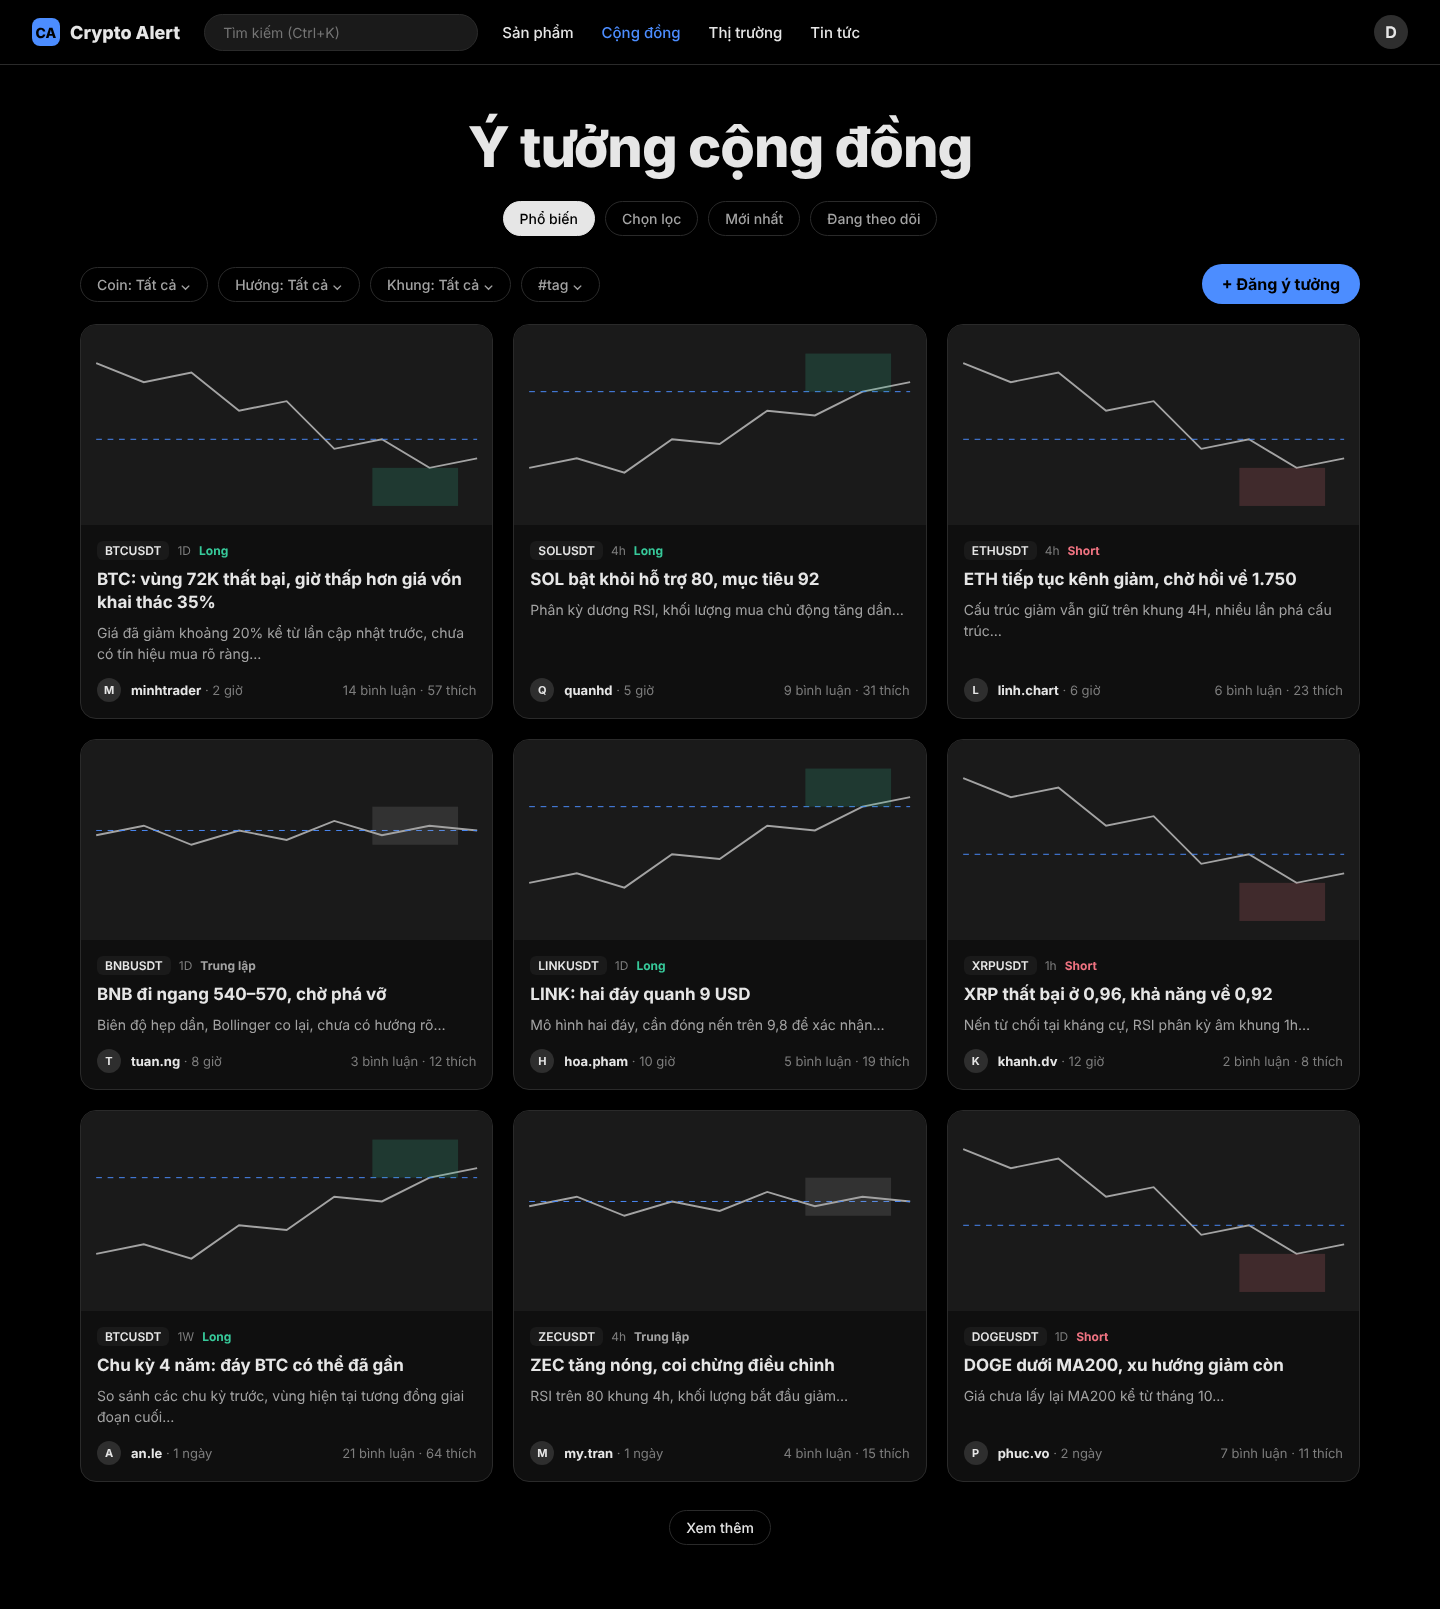 CA Crypto Alert Tìm kiếm (Ctrl+K) Sản phẩm Cộng đồng Thị trường Tin tức D
Ý tưởng cộng đồng
Phổ biến Chọn lọc Mới nhất Đang theo dõi
Coin: Tất cả Hướng: Tất cả Khung: Tất cả #tag + Đăng ý tưởng
BTCUSDT 1D Long
BTC: vùng 72K thất bại, giờ thấp hơn giá vốn
khai thác 35%
Giá đã giảm khoảng 20% kể từ lần cập nhật trước, chưa
có tín hiệu mua rõ ràng...
M minhtrader · 2 giờ 14 bình luận · 57 thích
SOLUSDT 4h Long
SOL bật khỏi hỗ trợ 80, mục tiêu 92
Phân kỳ dương RSI, khối lượng mua chủ động tăng dần...
Q quanhd · 5 giờ 9 bình luận · 31 thích
ETHUSDT 4h Short
ETH tiếp tục kênh giảm, chờ hồi về 1.750
Cấu trúc giảm vẫn giữ trên khung 4H, nhiều lần phá cấu
trúc...
L linh.chart · 6 giờ 6 bình luận · 23 thích
BNBUSDT 1D Trung lập
BNB đi ngang 540–570, chờ phá vỡ
Biên độ hẹp dần, Bollinger co lại, chưa có hướng rõ...
T tuan.ng · 8 giờ 3 bình luận · 12 thích
LINKUSDT 1D Long
LINK: hai đáy quanh 9 USD
Mô hình hai đáy, cần đóng nến trên 9,8 để xác nhận...
H hoa.pham · 10 giờ 5 bình luận · 19 thích
XRPUSDT 1h Short
XRP thất bại ở 0,96, khả năng về 0,92
Nến từ chối tại kháng cự, RSI phân kỳ âm khung 1h...
K khanh.dv · 12 giờ 2 bình luận · 8 thích
BTCUSDT 1W Long
Chu kỳ 4 năm: đáy BTC có thể đã gần
So sánh các chu kỳ trước, vùng hiện tại tương đồng giai
đoạn cuối...
A an.le · 1 ngày 21 bình luận · 64 thích
ZECUSDT 4h Trung lập
ZEC tăng nóng, coi chừng điều chỉnh
RSI trên 80 khung 4h, khối lượng bắt đầu giảm...
M my.tran · 1 ngày 4 bình luận · 15 thích
DOGEUSDT 1D Short
DOGE dưới MA200, xu hướng giảm còn
Giá chưa lấy lại MA200 kể từ tháng 10...
P phuc.vo · 2 ngày 7 bình luận · 11 thích
Xem thêm